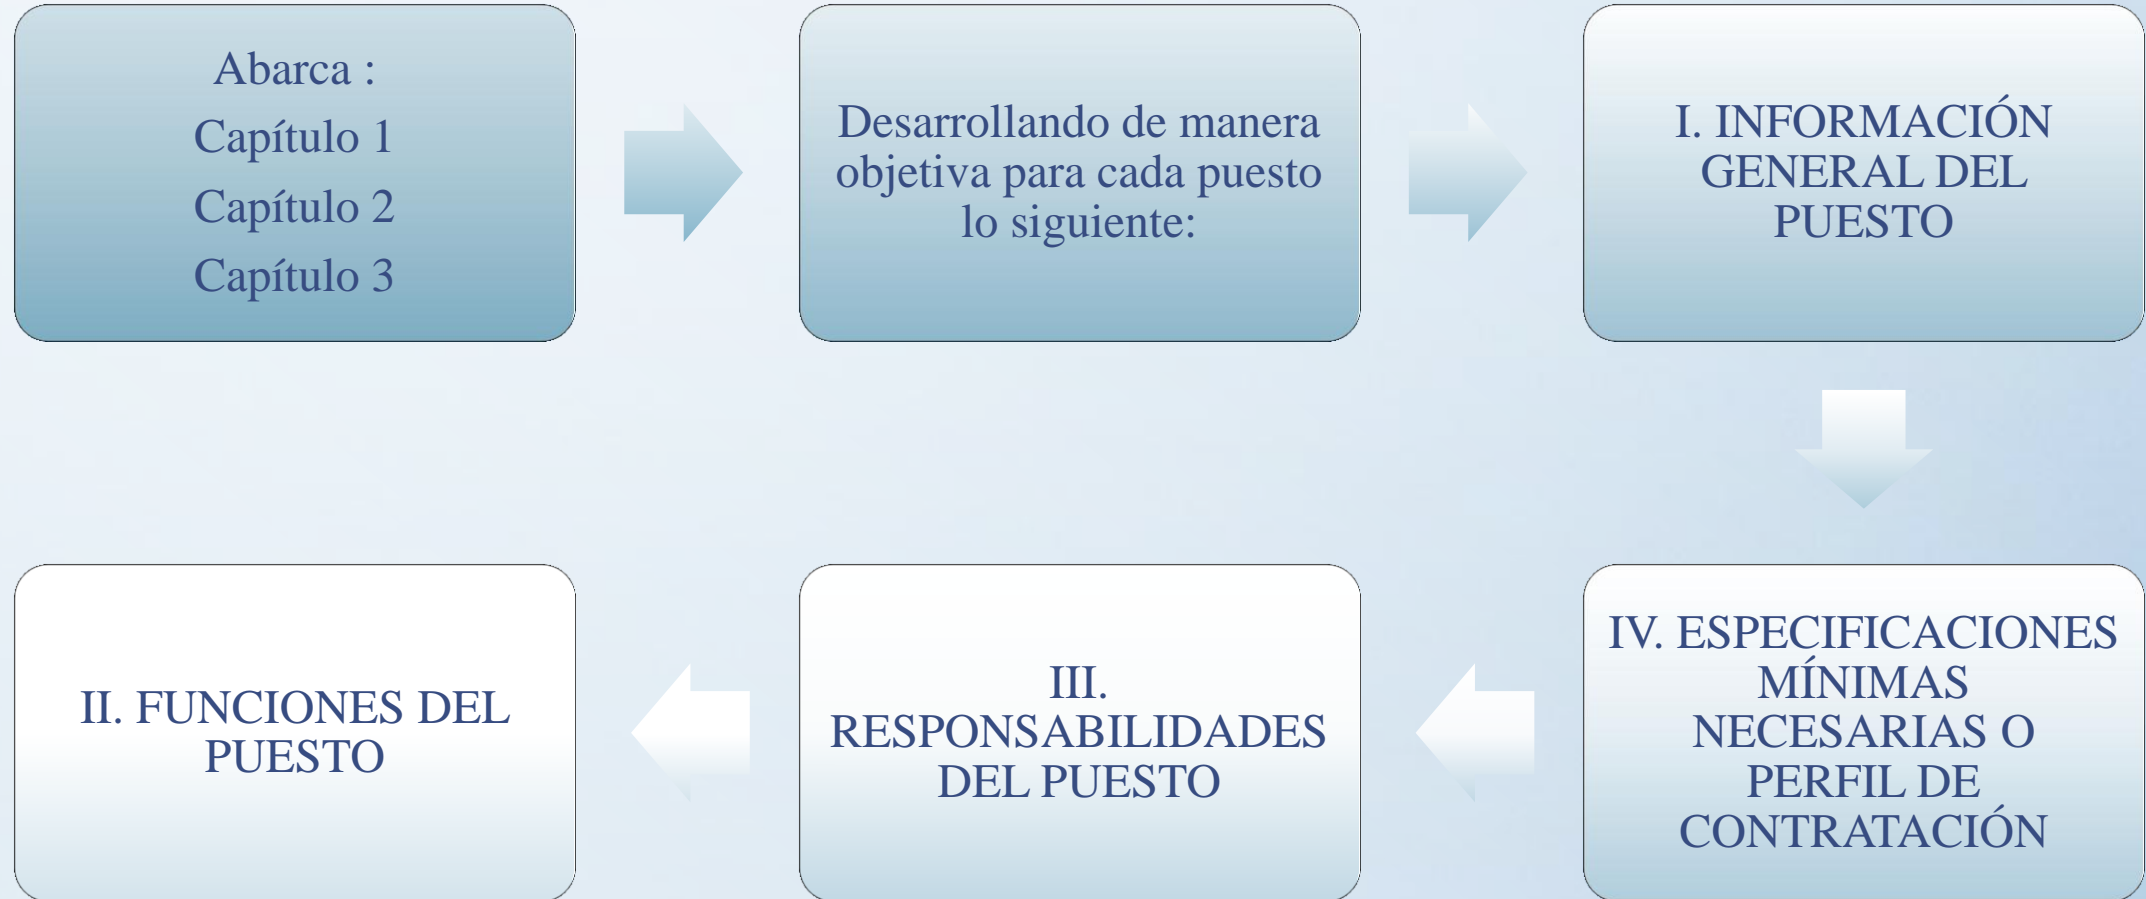 Abarca :
Capítulo 1
Capítulo 2
Capítulo 3
Desarrollando de manera
objetiva para cada puesto
lo siguiente:
I. INFORMACIÓN
GENERAL DEL
PUESTO
IV. ESPECIFICACIONES
MÍNIMAS
NECESARIAS O
PERFIL DE
CONTRATACIÓN
III.
RESPONSABILIDADES
DEL PUESTO
II. FUNCIONES DEL
PUESTO